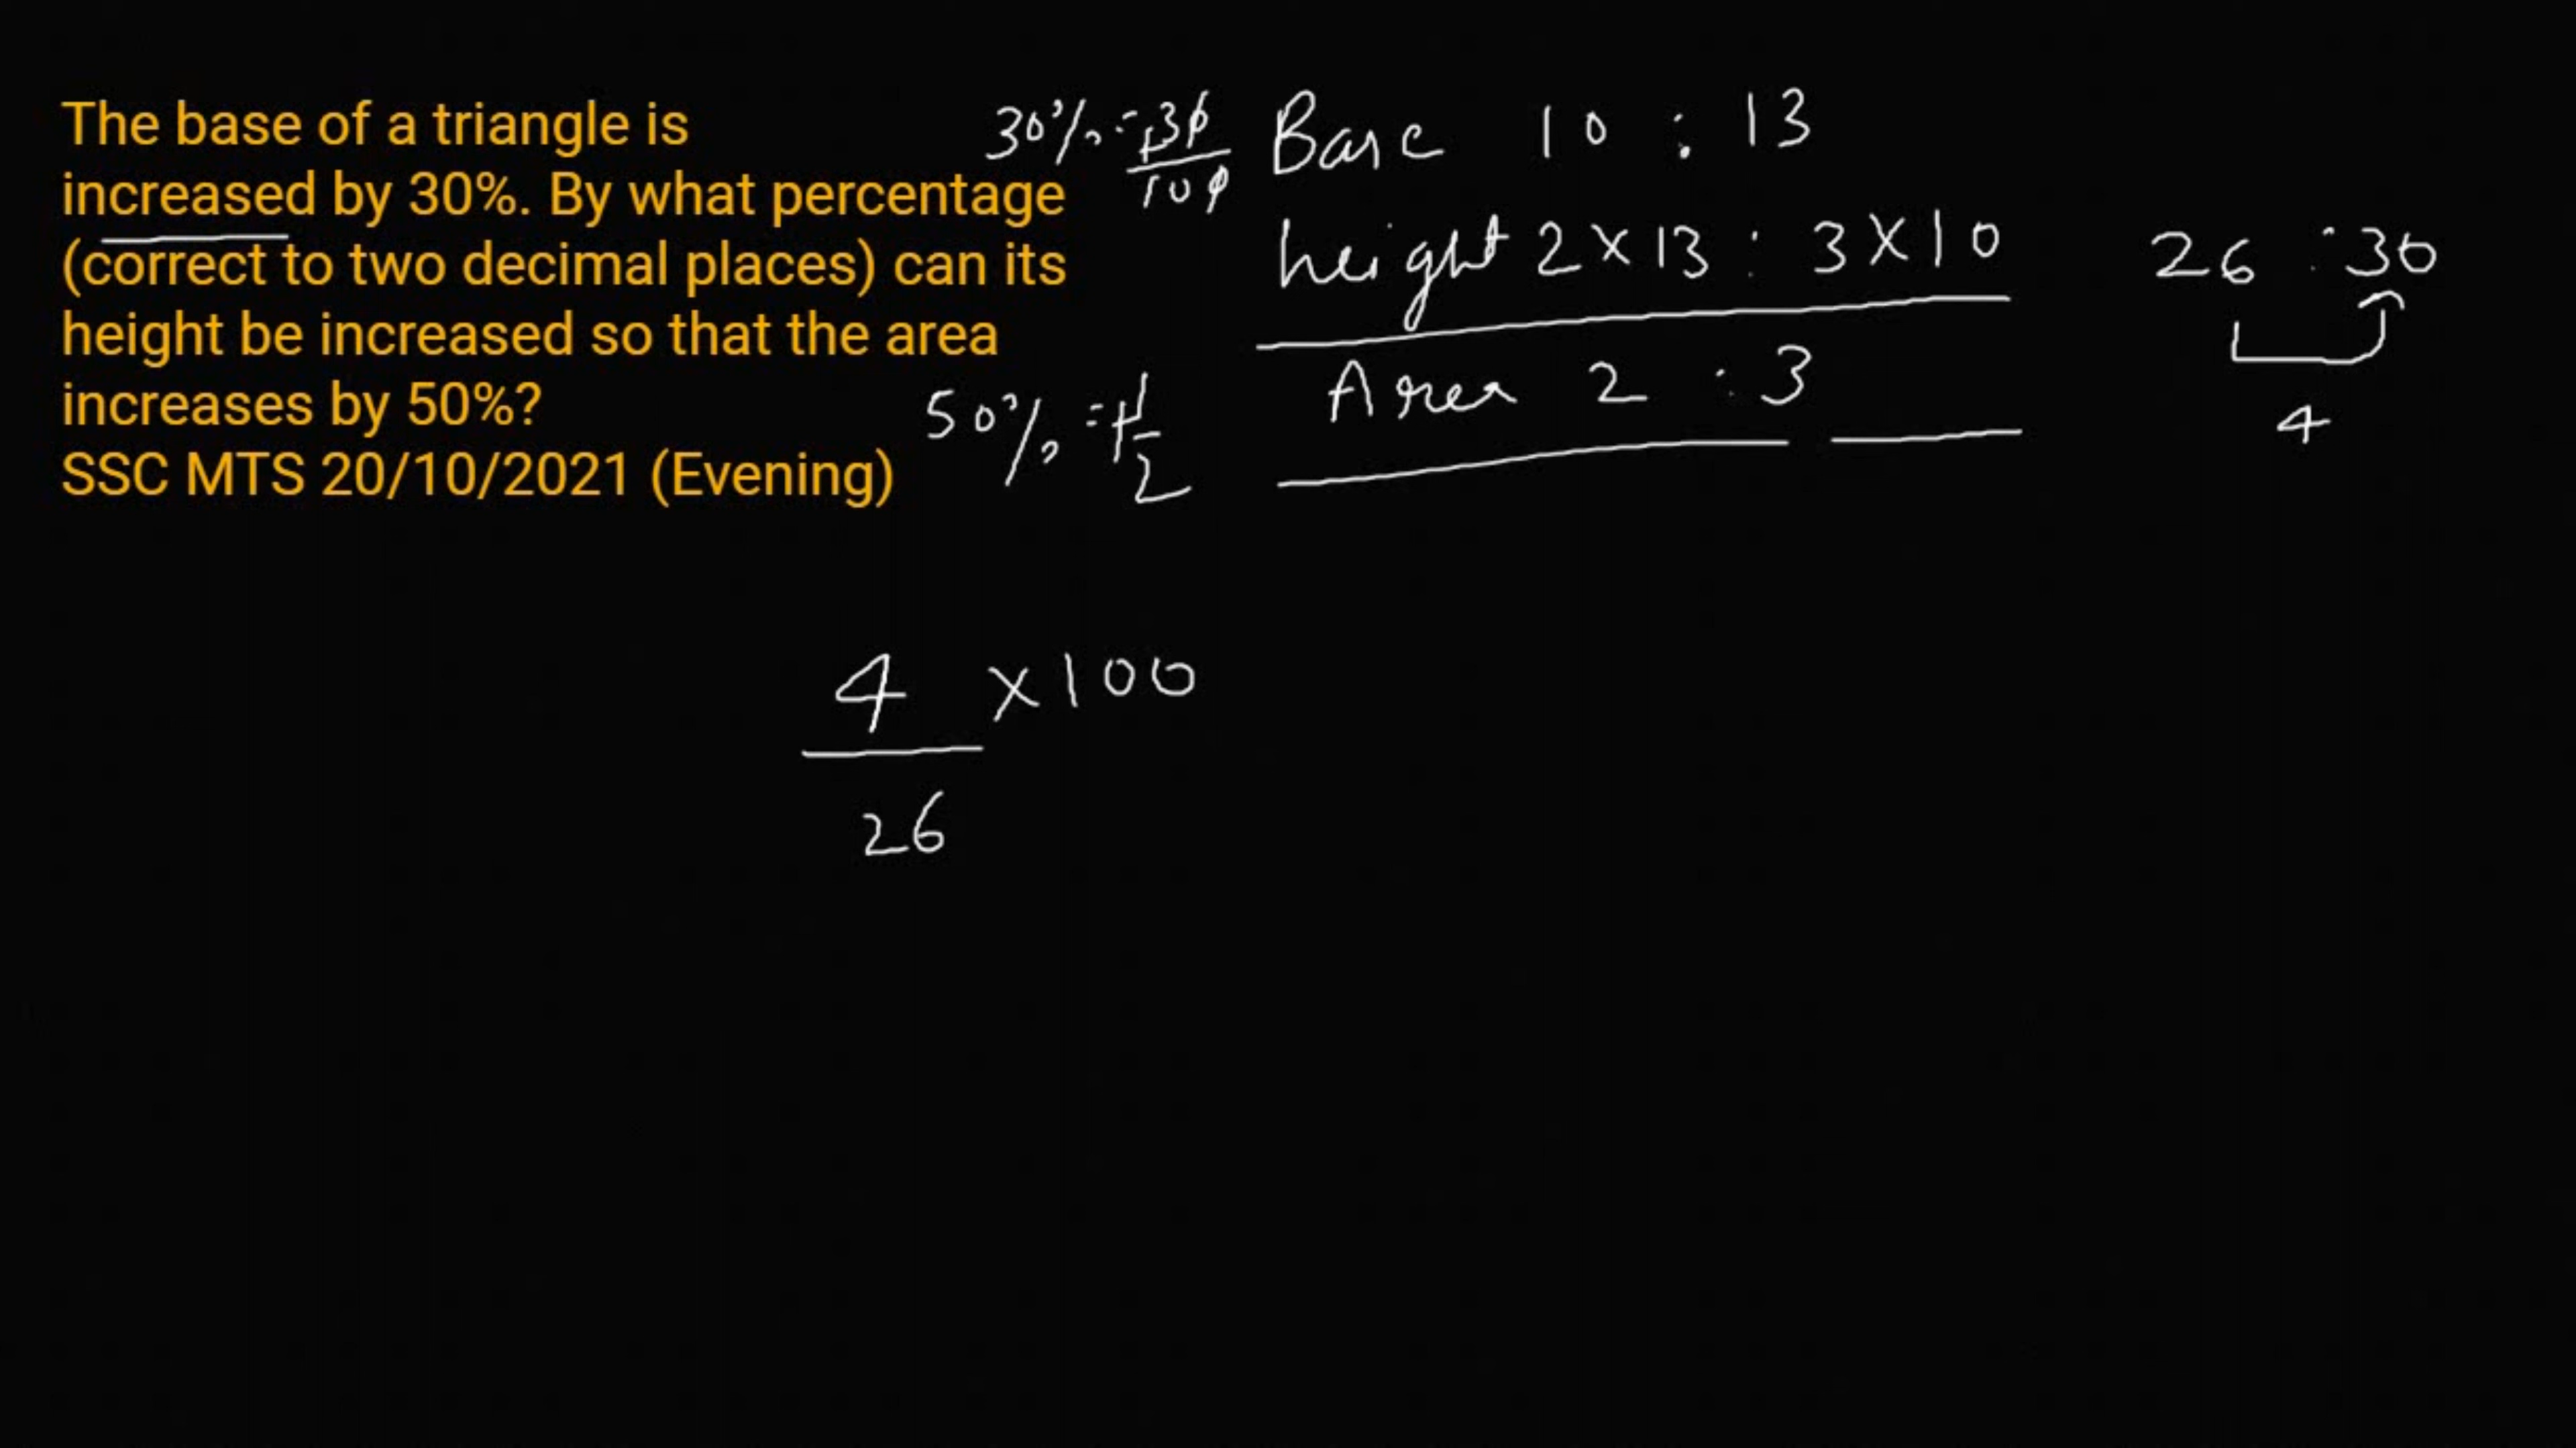 The base of a triangle is
increased by 30%. By what percentage
(correct to two decimal places) can its
height be increased so that the area
increases by 50%?
SSC MTS 20/10/2021 (Evening)
30% = +30/100
Base 10 : 13
height 2×13 : 3×10
26 : 30
4
50% = +1/2
Area 2 : 3
4/26 ×100